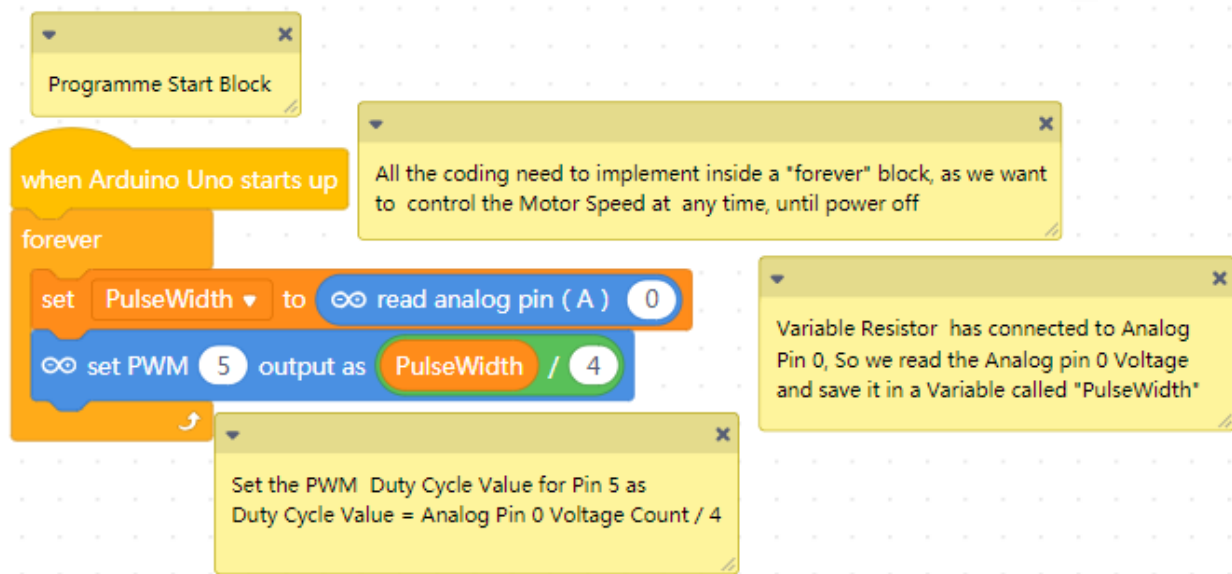 Programme Start Block
when Arduino Uno starts up
All the coding need to implement inside a "forever" block, as we want
to control the Motor Speed at any time, until power off
forever
set PulseWidth to read analog pin ( A ) 0
set PWM 5 output as PulseWidth / 4
Variable Resistor has connected to Analog
Pin 0, So we read the Analog pin 0 Voltage
and save it in a Variable called "PulseWidth"
Set the PWM Duty Cycle Value for Pin 5 as
Duty Cycle Value = Analog Pin 0 Voltage Count / 4